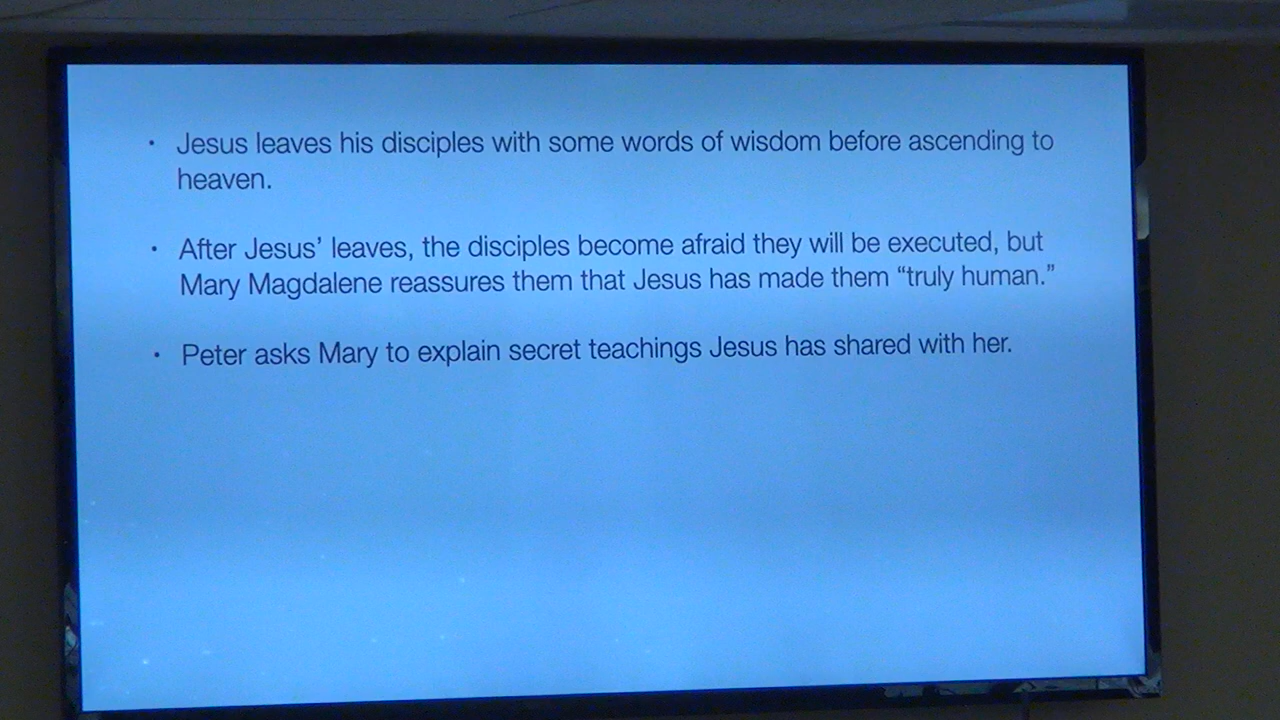 · Jesus leaves his disciples with some words of wisdom before ascending to
heaven.
· After Jesus’ leaves, the disciples become afraid they will be executed, but
Mary Magdalene reassures them that Jesus has made them “truly human.”
· Peter asks Mary to explain secret teachings Jesus has shared with her.